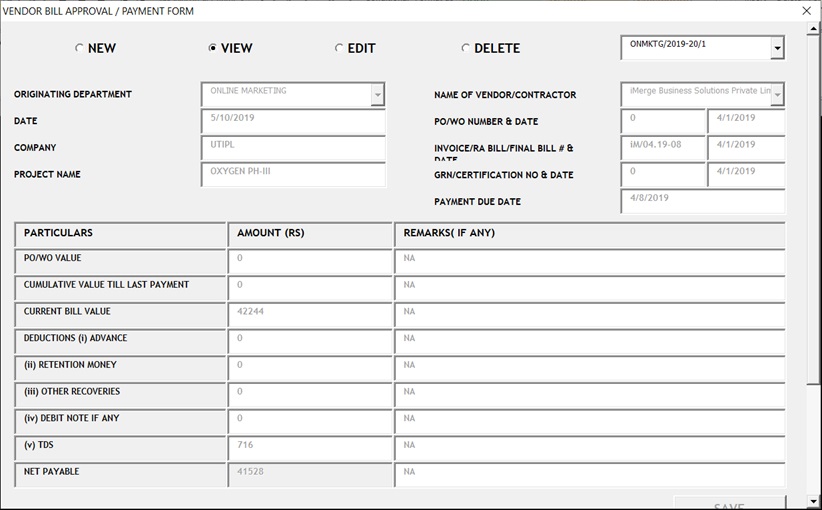 VENDOR BILL APPROVAL / PAYMENT FORM
NEW VIEW EDIT DELETE ONMKTG/2019-20/1
ORIGINATING DEPARTMENT ONLINE MARKETING NAME OF VENDOR/CONTRACTOR iMerge Business Solutions Private Lin
DATE 5/10/2019 PO/WO NUMBER & DATE 0 4/1/2019
COMPANY UTIPL INVOICE/RA BILL/FINAL BILL # & DATE iM/04.19-08 4/1/2019
PROJECT NAME OXYGEN PH-III GRN/CERTIFICATION NO & DATE 0 4/1/2019
PAYMENT DUE DATE 4/8/2019
PARTICULARS AMOUNT (RS) REMARKS( IF ANY)
PO/WO VALUE 0 NA
CUMULATIVE VALUE TILL LAST PAYMENT 0 NA
CURRENT BILL VALUE 42244 NA
DEDUCTIONS (i) ADVANCE 0 NA
(ii) RETENTION MONEY 0 NA
(iii) OTHER RECOVERIES 0 NA
(iv) DEBIT NOTE IF ANY 0 NA
(v) TDS 716 NA
NET PAYABLE 41528 NA
SAVE